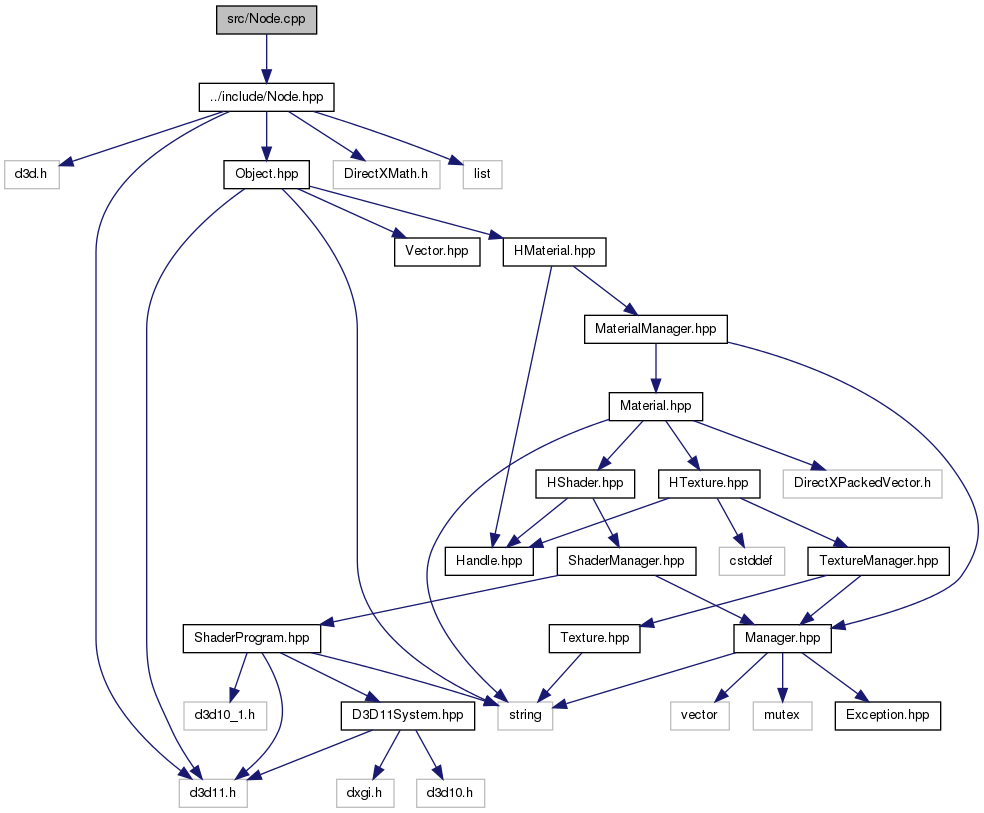 src/Node.cpp
../include/Node.hpp
d3d.h
Object.hpp
DirectXMath.h
list
Vector.hpp
HMaterial.hpp
MaterialManager.hpp
Material.hpp
HShader.hpp
HTexture.hpp
DirectXPackedVector.h
Handle.hpp
ShaderManager.hpp
cstddef
TextureManager.hpp
ShaderProgram.hpp
Texture.hpp
Manager.hpp
d3d10_1.h
D3D11System.hpp
string
vector
mutex
Exception.hpp
d3d11.h
dxgi.h
d3d10.h